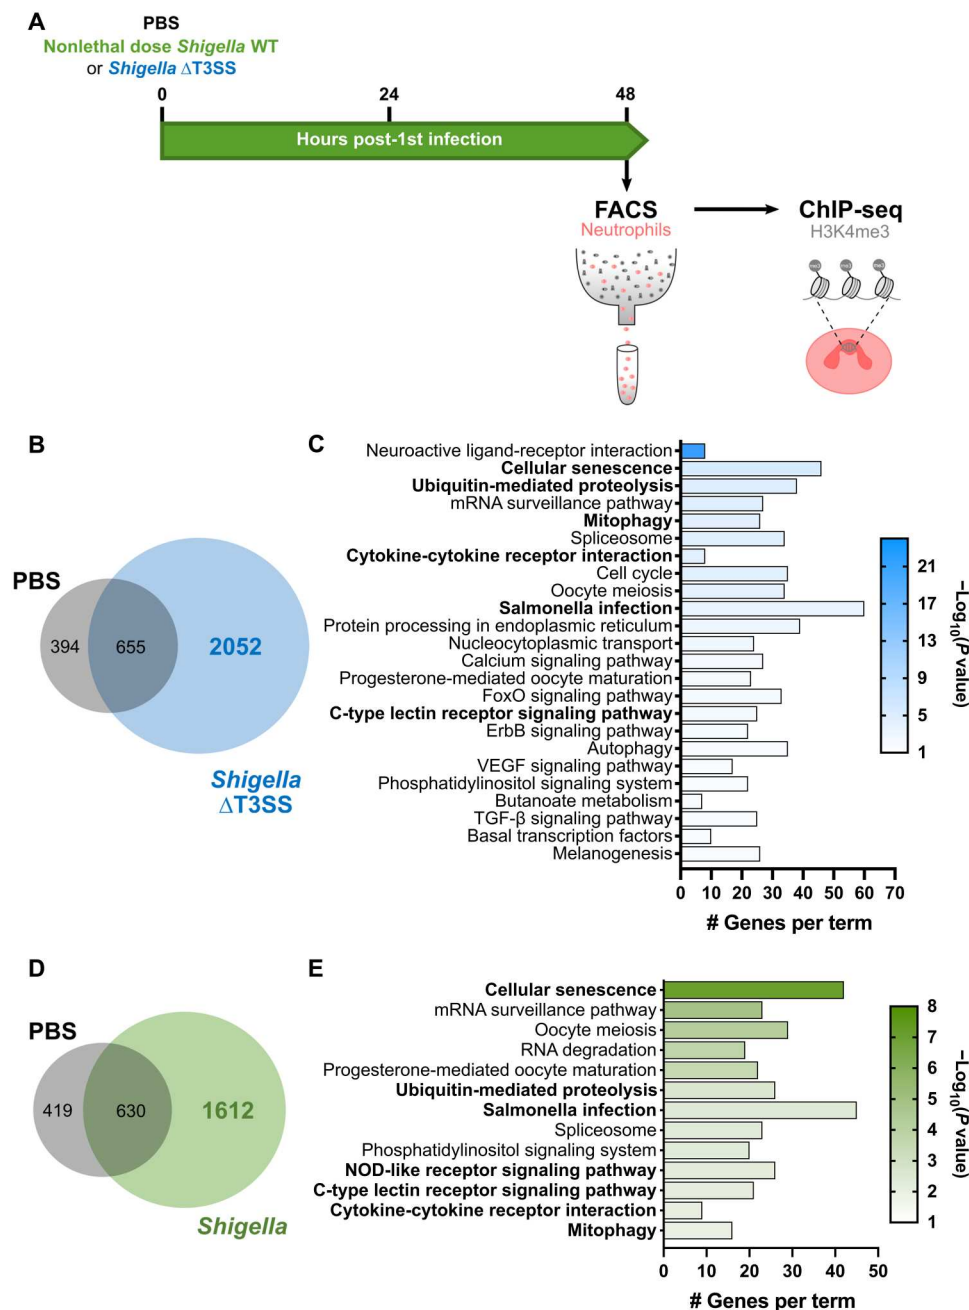 A
PBS
Nonlethal dose Shigella WT
or Shigella ΔT3SS
0
24
48
Hours post-1st infection
FACS
Neutrophils
ChIP-seq
H3K4me3
me3 me3 me3
B
PBS
394
655
2052
Shigella
ΔT3SS
C
Neuroactive ligand-receptor interaction
Cellular senescence
Ubiquitin-mediated proteolysis
mRNA surveillance pathway
Mitophagy
Spliceosome
Cytokine-cytokine receptor interaction
Cell cycle
Oocyte meiosis
Salmonella infection
Protein processing in endoplasmic reticulum
Nucleocytoplasmic transport
Calcium signaling pathway
Progesterone-mediated oocyte maturation
FoxO signaling pathway
C-type lectin receptor signaling pathway
ErbB signaling pathway
Autophagy
VEGF signaling pathway
Phosphatidylinositol signaling system
Butanoate metabolism
TGF-β signaling pathway
Basal transcription factors
Melanogenesis
0 10 20 30 40 50 60 70
# Genes per term
21
17
13
9
5
1
−Log10(P value)
D
PBS
419
630
1612
Shigella
E
Cellular senescence
mRNA surveillance pathway
Oocyte meiosis
RNA degradation
Progesterone-mediated oocyte maturation
Ubiquitin-mediated proteolysis
Salmonella infection
Spliceosome
Phosphatidylinositol signaling system
NOD-like receptor signaling pathway
C-type lectin receptor signaling pathway
Cytokine-cytokine receptor interaction
Mitophagy
0 10 20 30 40 50
# Genes per term
8
7
6
5
4
3
2
1
−Log10(P value)